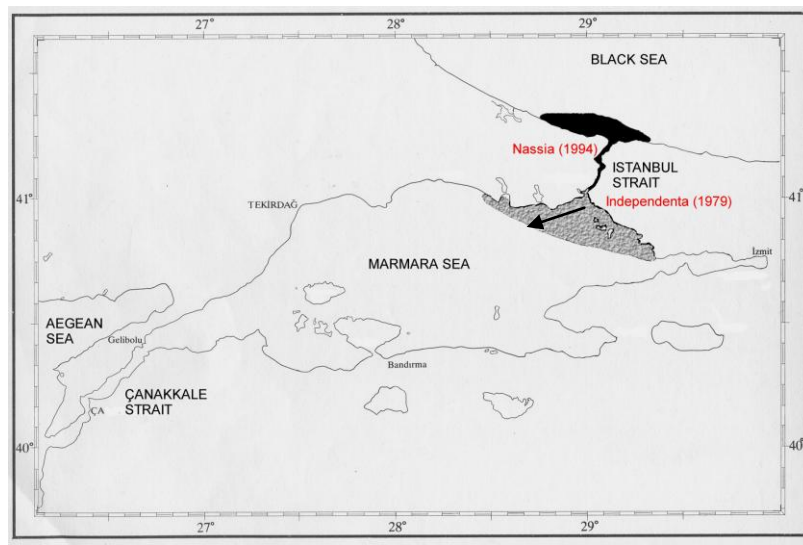 27° 28° 29°
BLACK SEA
Nassia (1994)
ISTANBUL
STRAIT
41° 41°
TEKİRDAĞ
Independenta (1979)
İzmit
MARMARA SEA
AEGEAN
SEA
Gelibolu
Bandırma
ÇANAKKALE
STRAIT
ÇA
40° 40°
27° 28° 29°